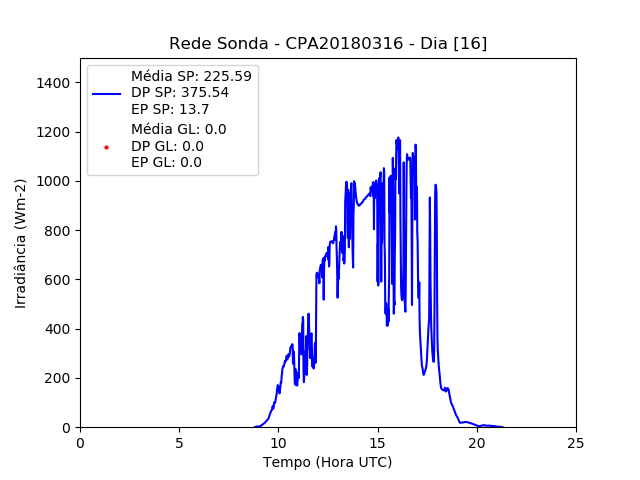 Rede Sonda - CPA20180316 - Dia [16]
Média SP: 225.59
DP SP: 375.54
EP SP: 13.7
Média GL: 0.0
DP GL: 0.0
EP GL: 0.0
Irradiância (Wm-2)
1400
1200
1000
800
600
400
200
0
0 5 10 15 20 25
Tempo (Hora UTC)